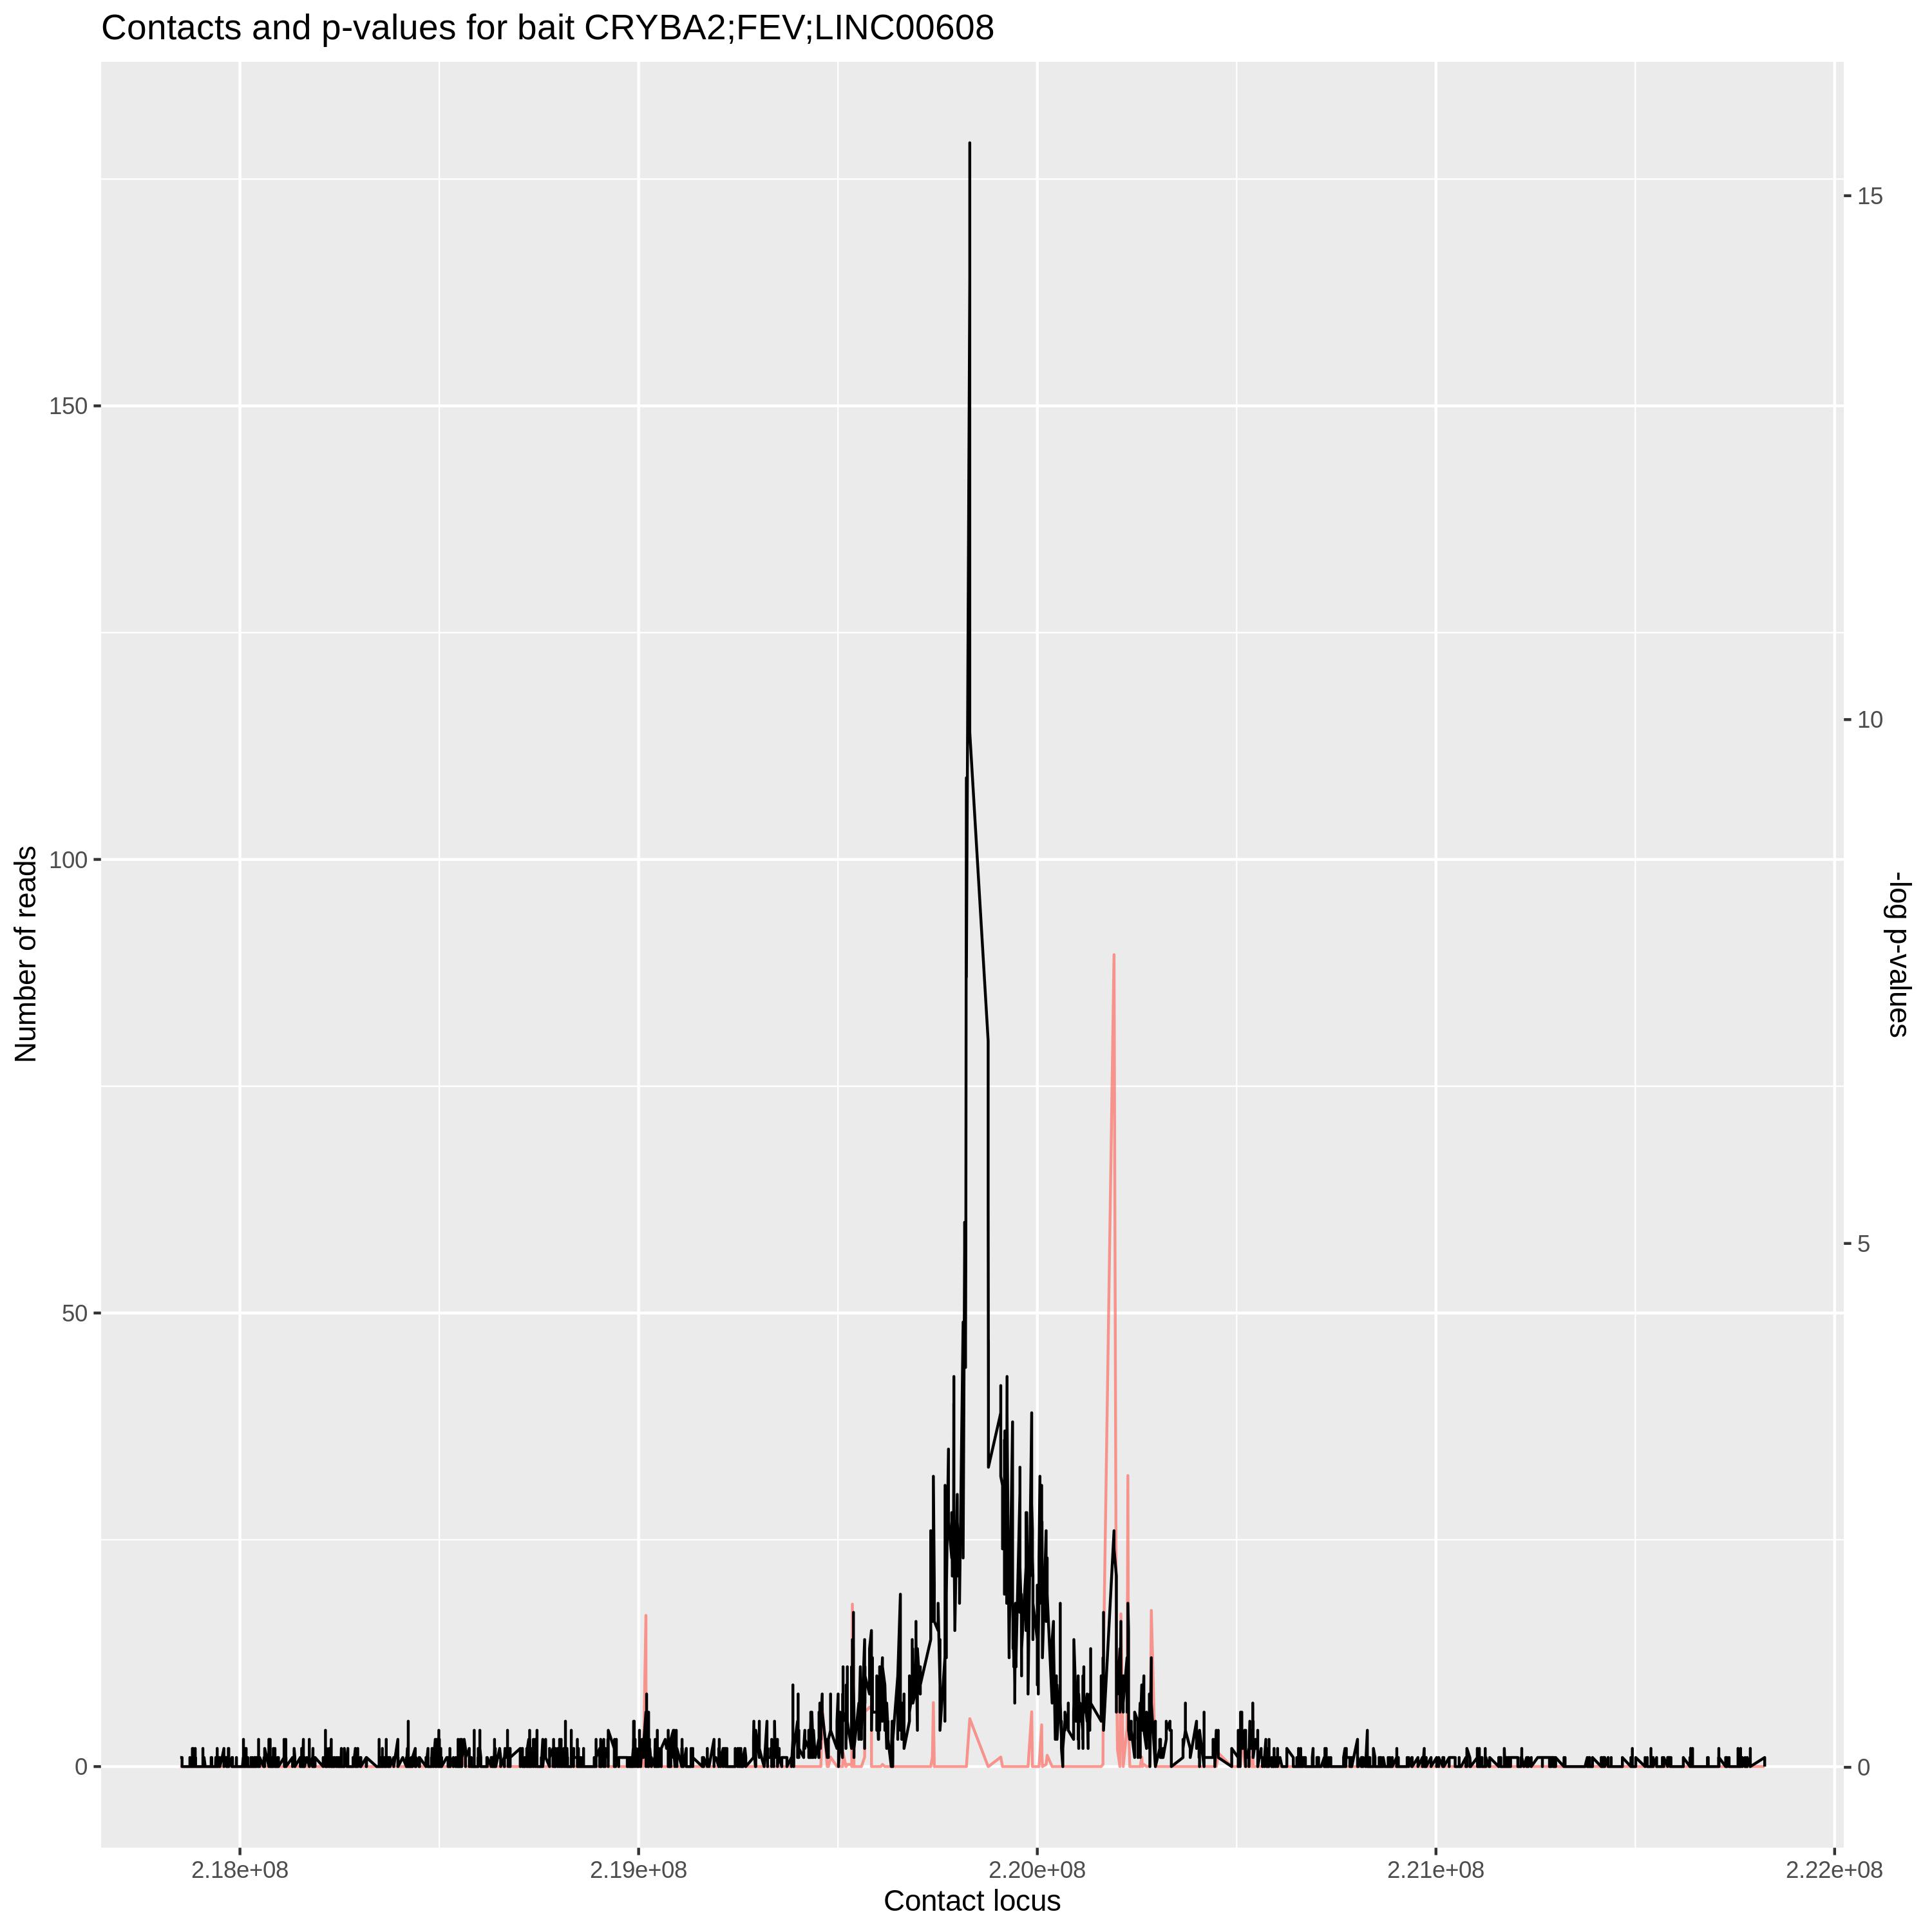 Contacts and p-values for bait CRYBA2;FEV;LINC00608
Number of reads
150
100
50
0
15
10
5
0
-log p-values
2.18e+08
2.19e+08
2.20e+08
2.21e+08
2.22e+08
Contact locus